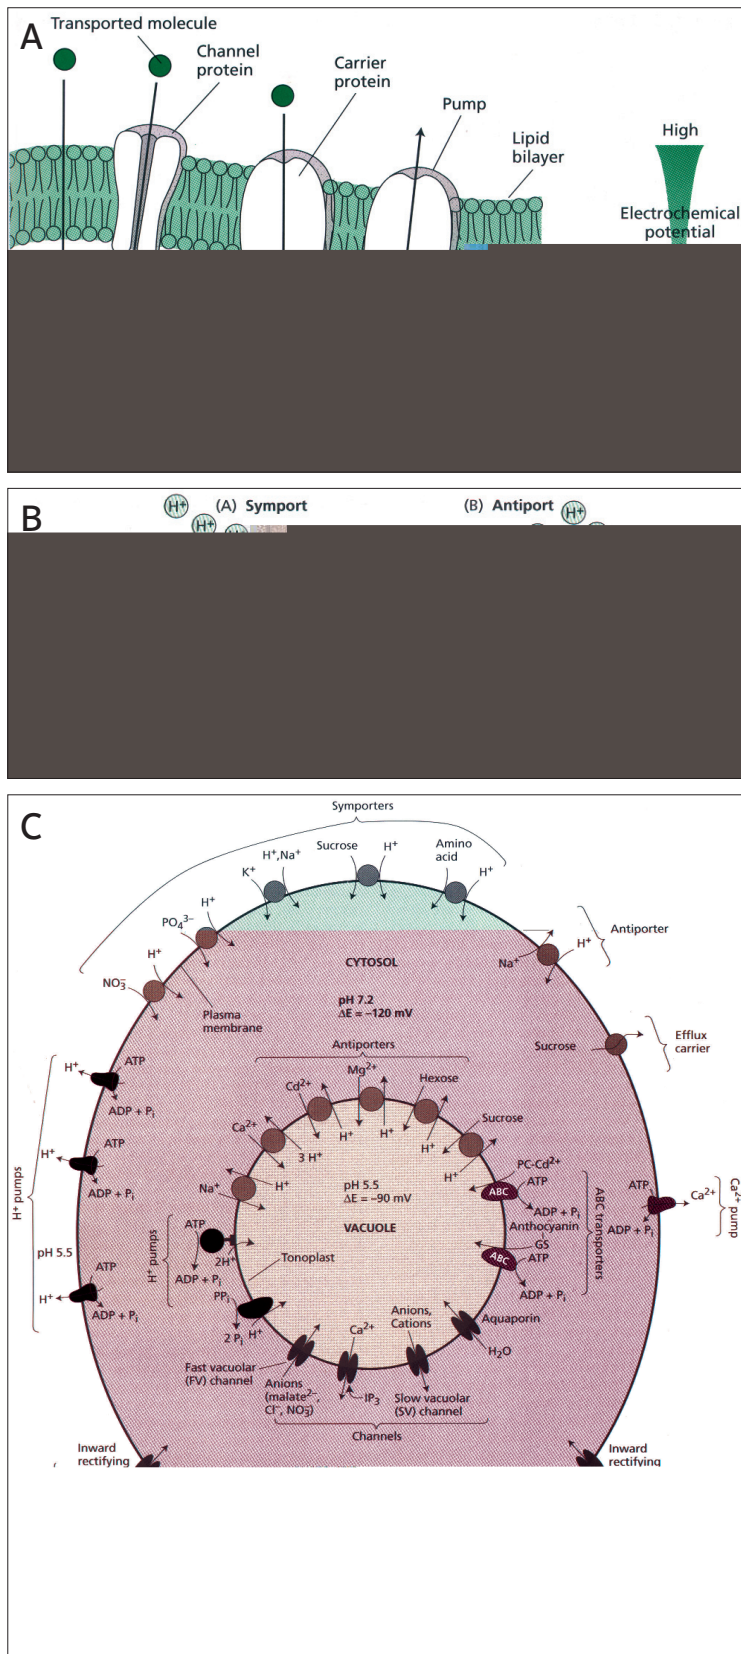 A
Transported molecule
Channel
protein
Carrier
protein
Pump
Lipid
bilayer
High
Electrochemical
potential
B
H+
(A) Symport
H+
H+
(B) Antiport
H+
C
Symporters
H+,Na+
K+
Sucrose
H+
Amino
acid
H+
H+
PO4 3–
H+
NO3–
Plasma
membrane
CYTOSOL
pH 7.2
ΔE = –120 mV
Na+
H+
Antiporter
Sucrose
Efflux
carrier
Antiporters
Cd2+
Mg2+
Hexose
Ca2+
3 H+
H+
H+
H+
Sucrose
H+
Na+
H+
pH 5.5
ΔE = –90 mV
VACUOLE
H+ pumps
H+
ATP
ADP + Pi
H+
ATP
ADP + Pi
pH 5.5
H+
ATP
ADP + Pi
H+ pumps
ATP
ADP + Pi
2H+
Tonoplast
PPi
2 Pi
H+
PC-Cd2+
ABC
ATP
ADP + Pi
Anthocyanin
GS
ABC
ATP
ADP + Pi
ABC transporters
ATP
ADP + Pi
Ca2+
Ca2+
pump
Fast vacuolar
(FV) channel
Anions
(malate2–,
Cl–, NO3–)
Ca2+
IP3
Anions,
Cations
Slow vacuolar
(SV) channel
Aquaporin
H2O
Channels
Inward
rectifying
Inward
rectifying